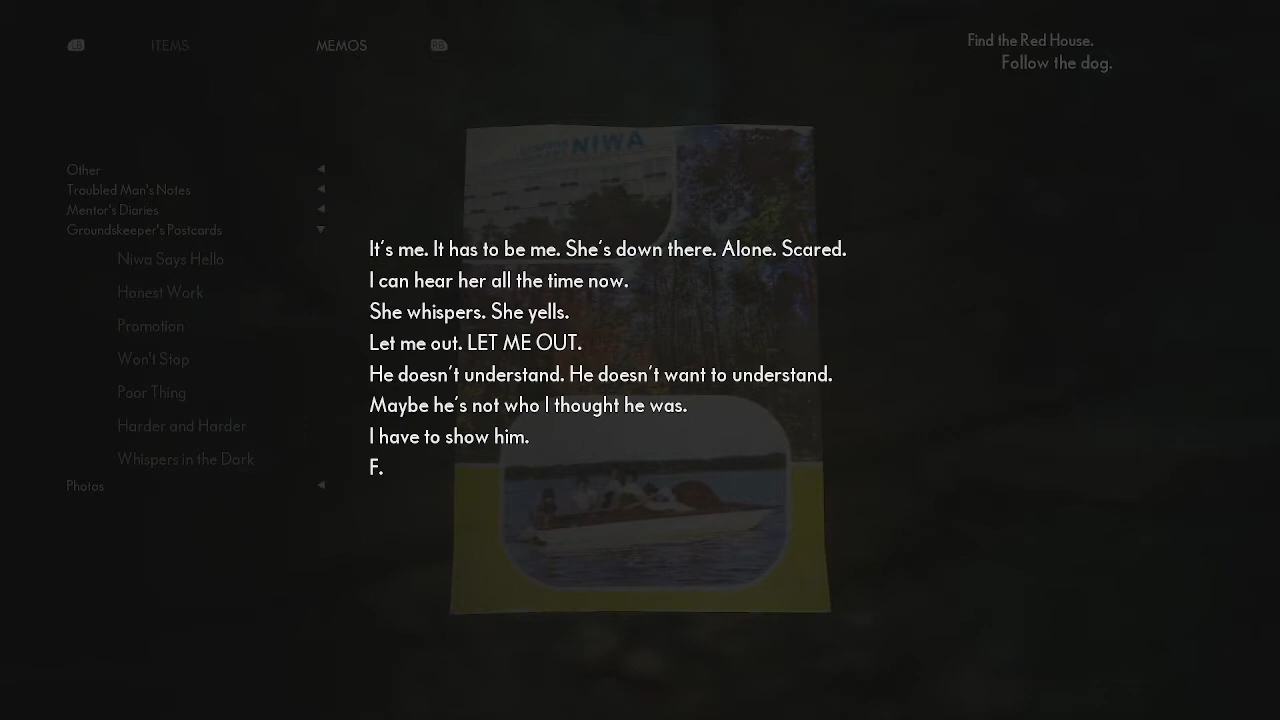 LB ITEMS MEMOS RB
Find the Red House.
Follow the dog.
NIWA
Other
Troubled Man's Notes
Mentor's Diaries
Groundskeeper's Postcards
Niwa Says Hello
Honest Work
Promotion
Won't Stop
Poor Thing
Harder and Harder
Whispers in the Dark
Photos
It's me. It has to be me. She's down there. Alone. Scared.
I can hear her all the time now.
She whispers. She yells.
Let me out. LET ME OUT.
He doesn't understand. He doesn't want to understand.
Maybe he's not who I thought he was.
I have to show him.
F.